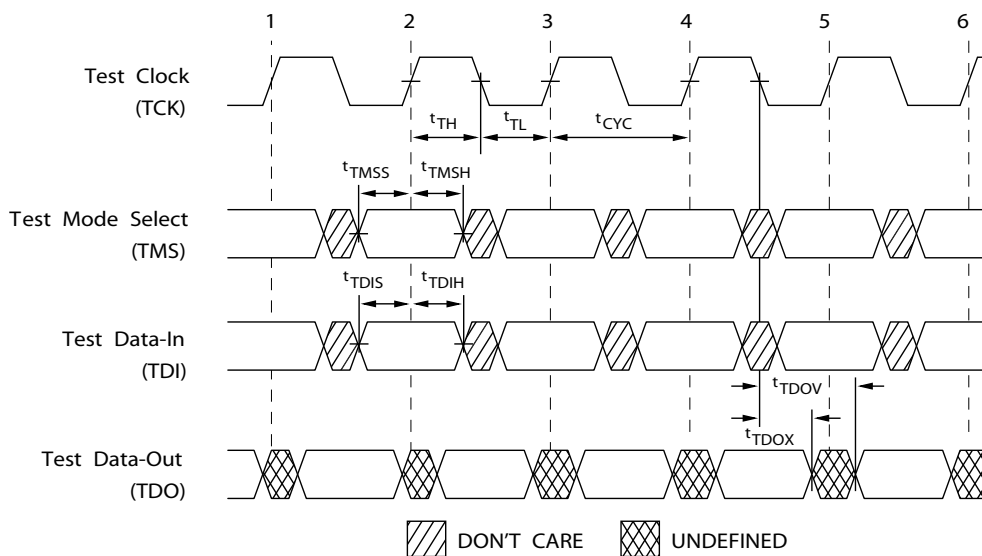 1 2 3 4 5 6
Test Clock
(TCK)
tTH tTL tCYC
tTMSS tTMSH
Test Mode Select
(TMS)
tTDIS tTDIH
Test Data-In
(TDI)
tTDOV
tTDOX
Test Data-Out
(TDO)
DON'T CARE UNDEFINED